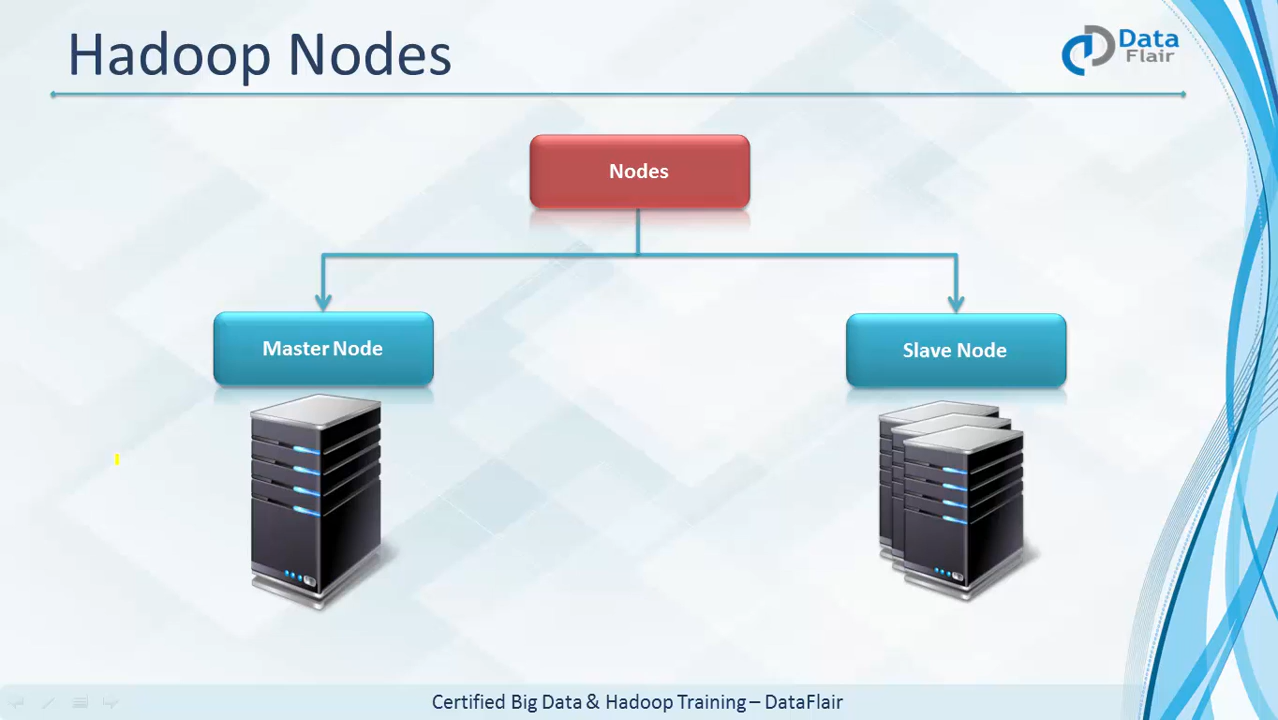 Hadoop Nodes
Data
Flair
Nodes
Master Node
Slave Node
Certified Big Data & Hadoop Training – DataFlair